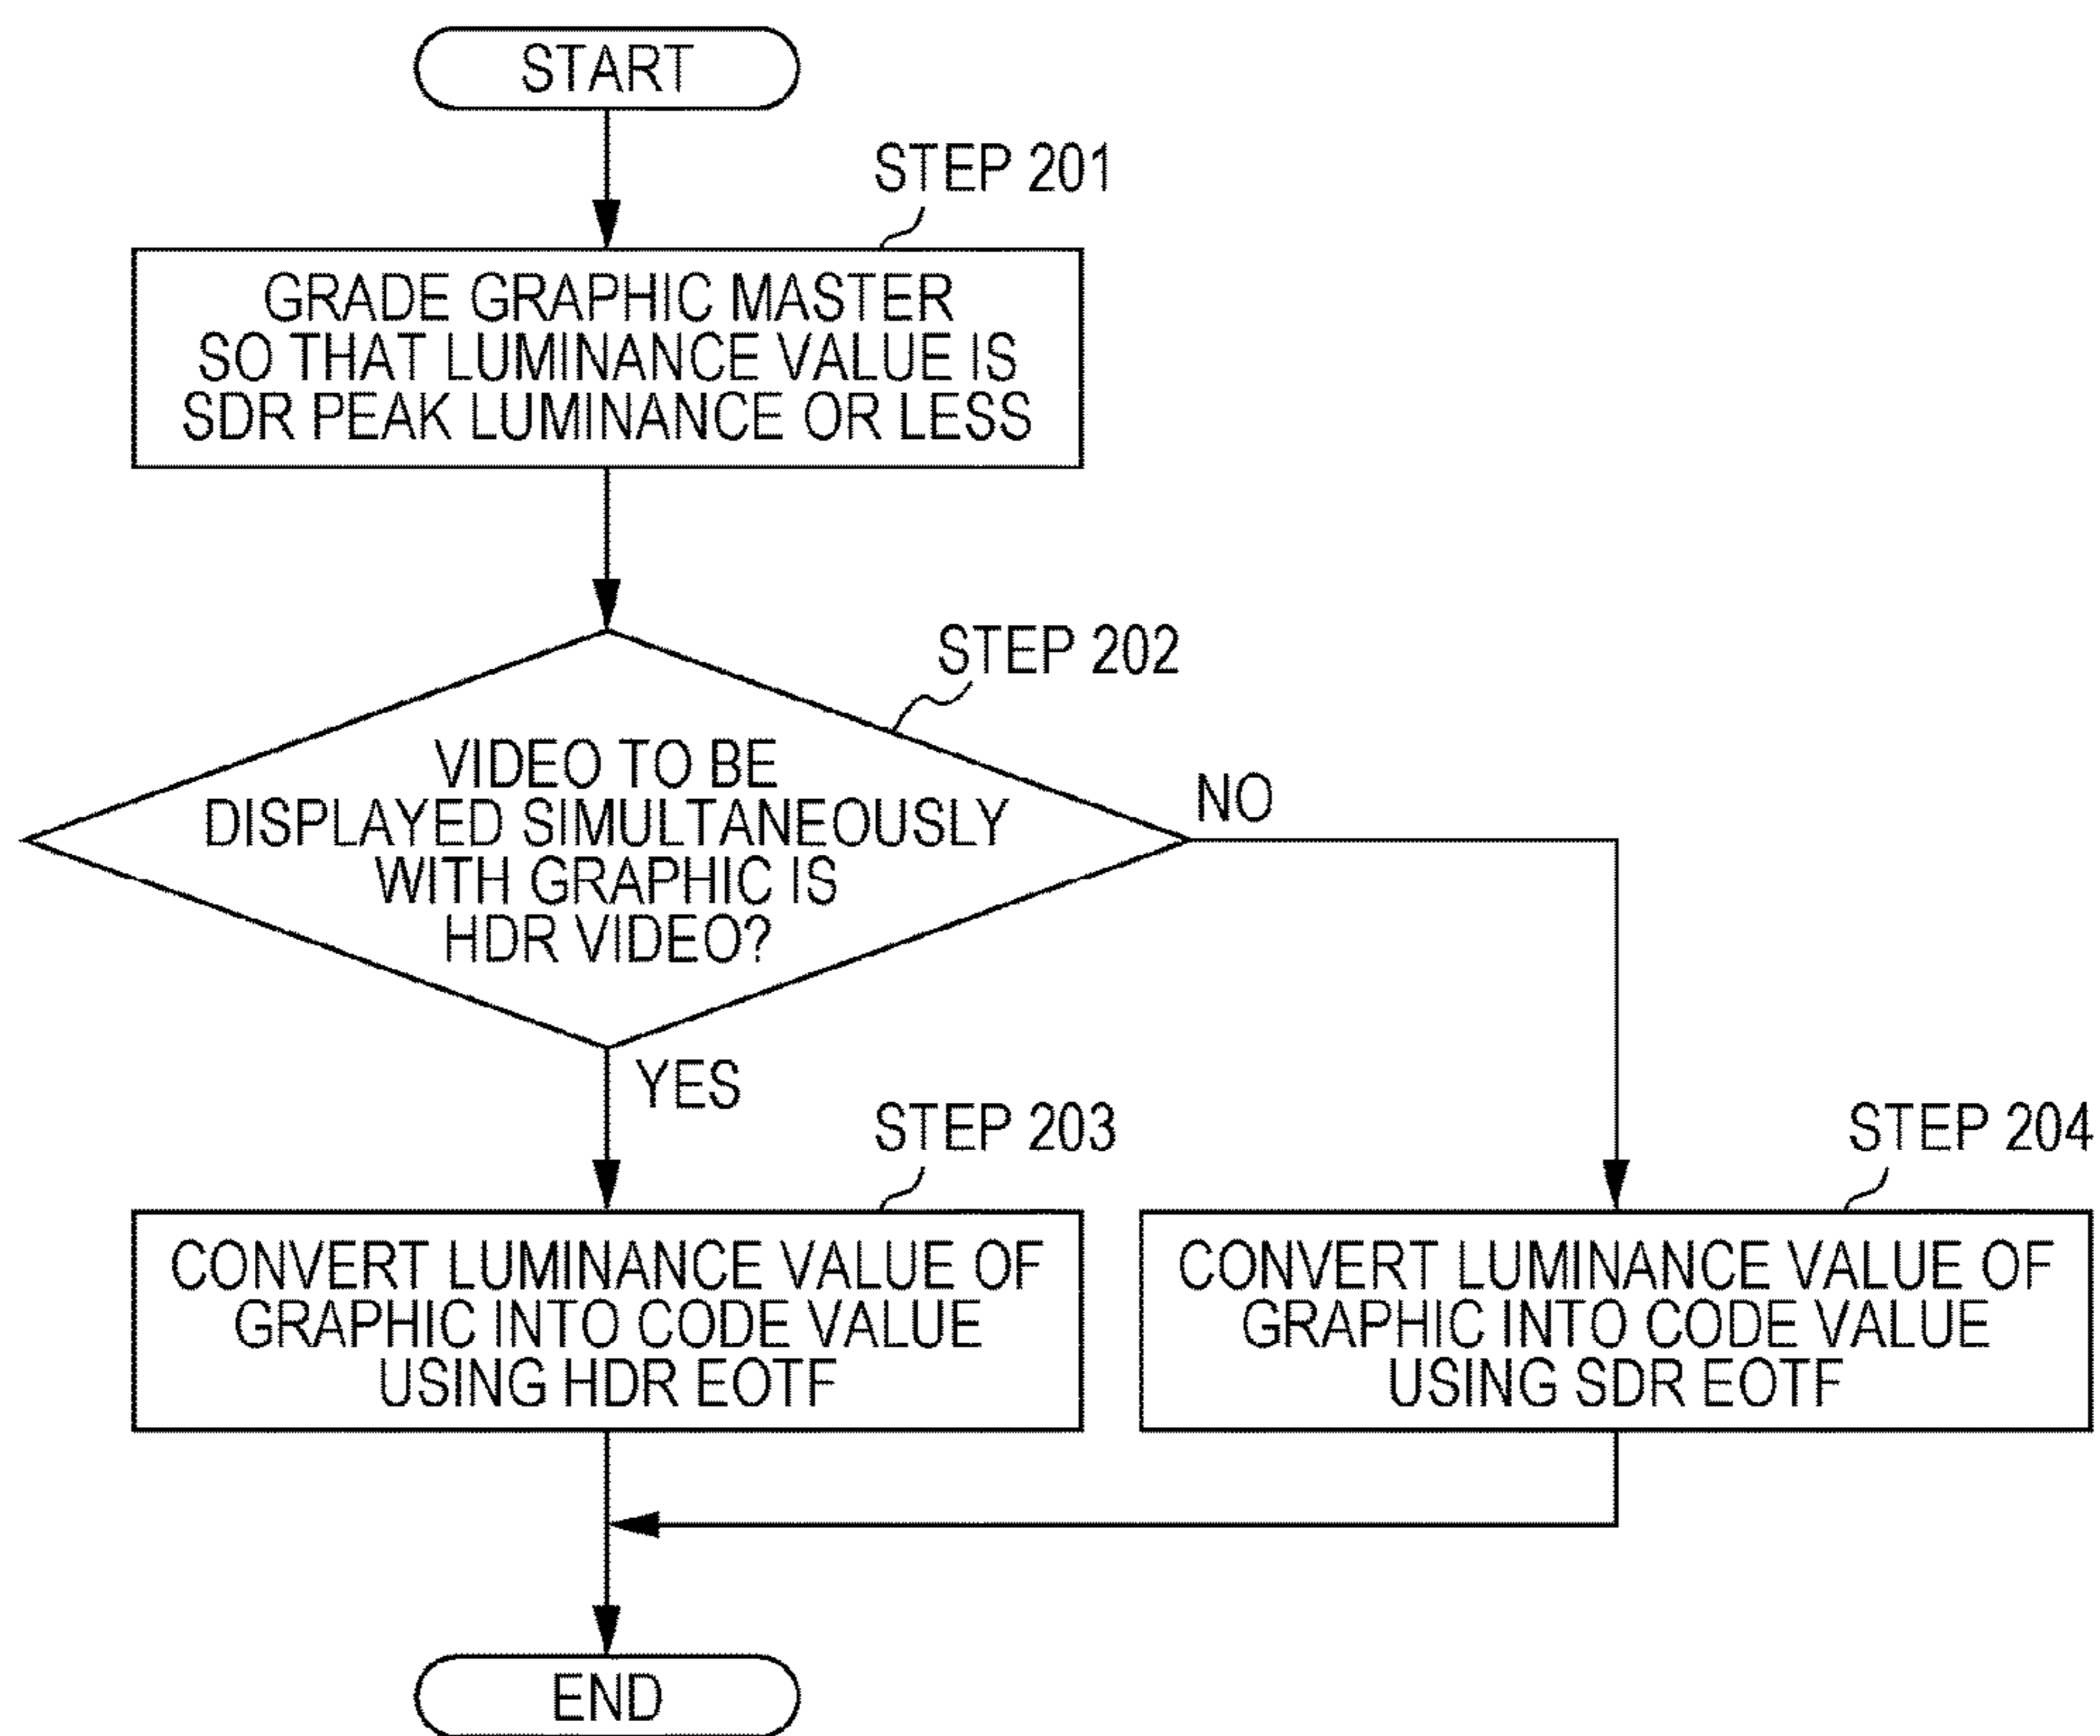 START
STEP 201
GRADE GRAPHIC MASTER
SO THAT LUMINANCE VALUE IS
SDR PEAK LUMINANCE OR LESS
STEP 202
VIDEO TO BE
DISPLAYED SIMULTANEOUSLY
WITH GRAPHIC IS
HDR VIDEO?
NO
YES
STEP 203
CONVERT LUMINANCE VALUE OF
GRAPHIC INTO CODE VALUE
USING HDR EOTF
STEP 204
CONVERT LUMINANCE VALUE OF
GRAPHIC INTO CODE VALUE
USING SDR EOTF
END